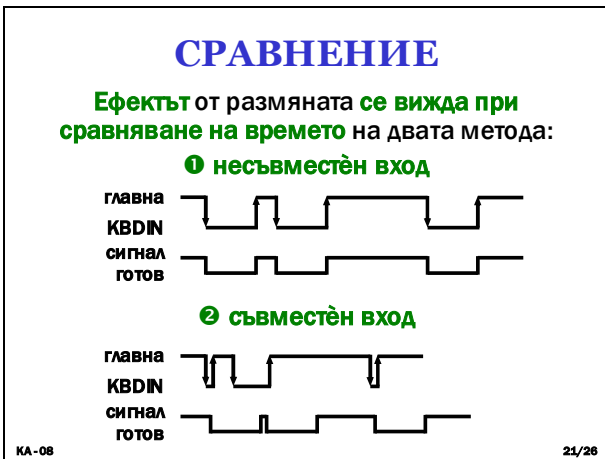 СРАВНЕНИЕ
Ефектът от размяната се вижда при
сравняване на времето на двата метода:
❶ несъвместѐн вход
главна
KBDIN
сигнал
готов
❷ съвместѐн вход
главна
KBDIN
сигнал
готов
КА-08 21/26